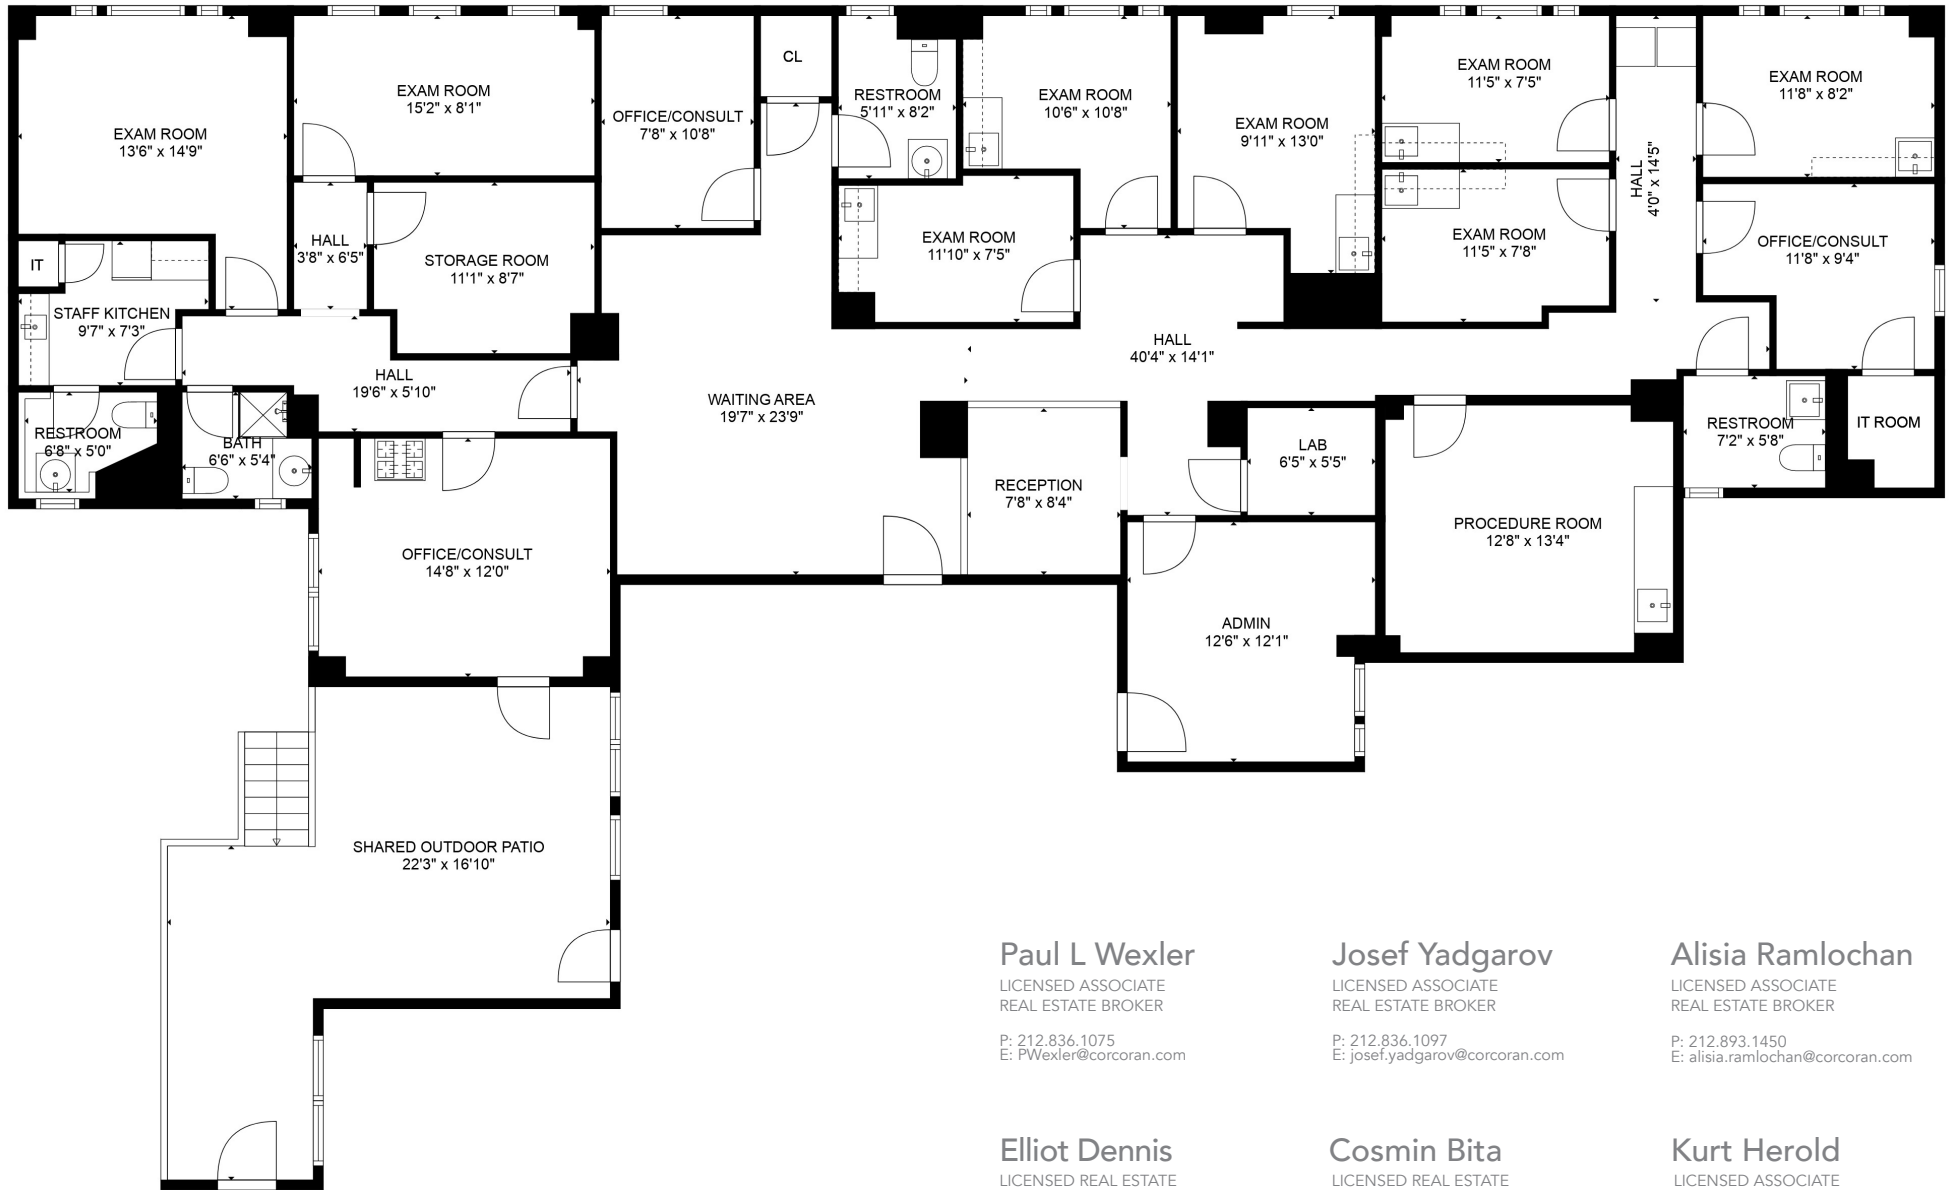 EXAM ROOM
13'6" x 14'9"
EXAM ROOM
15'2" x 8'1"
OFFICE/CONSULT
7'8" x 10'8"
CL
RESTROOM
5'11" x 8'2"
EXAM ROOM
10'6" x 10'8"
EXAM ROOM
9'11" x 13'0"
EXAM ROOM
11'5" x 7'5"
HALL
4'0" x 14'5"
EXAM ROOM
11'8" x 8'2"
IT
HALL
3'8" x 6'5"
STORAGE ROOM
11'1" x 8'7"
EXAM ROOM
11'10" x 7'5"
EXAM ROOM
11'5" x 7'8"
OFFICE/CONSULT
11'8" x 9'4"
STAFF KITCHEN
9'7" x 7'3"
HALL
19'6" x 5'10"
WAITING AREA
19'7" x 23'9"
HALL
40'4" x 14'1"
RESTROOM
6'8" x 5'0"
BATH
6'6" x 5'4"
LAB
6'5" x 5'5"
RESTROOM
7'2" x 5'8"
IT ROOM
RECEPTION
7'8" x 8'4"
PROCEDURE ROOM
12'8" x 13'4"
OFFICE/CONSULT
14'8" x 12'0"
ADMIN
12'6" x 12'1"
SHARED OUTDOOR PATIO
22'3" x 16'10"
Paul L Wexler
LICENSED ASSOCIATE
REAL ESTATE BROKER
P: 212.836.1075
E: PWexler@corcoran.com
Josef Yadgarov
LICENSED ASSOCIATE
REAL ESTATE BROKER
P: 212.836.1097
E: josef.yadgarov@corcoran.com
Alisia Ramlochan
LICENSED ASSOCIATE
REAL ESTATE BROKER
P: 212.893.1450
E: alisia.ramlochan@corcoran.com
Elliot Dennis
LICENSED REAL ESTATE
Cosmin Bita
LICENSED REAL ESTATE
Kurt Herold
LICENSED ASSOCIATE